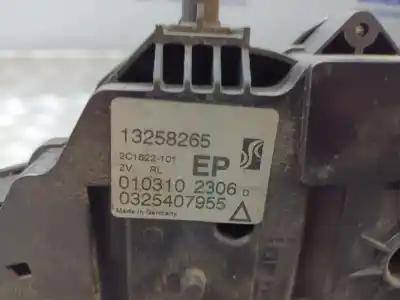 13258265
2C1622-101
2V RL EP
010310 2306 D
0325407955
Made in Germany